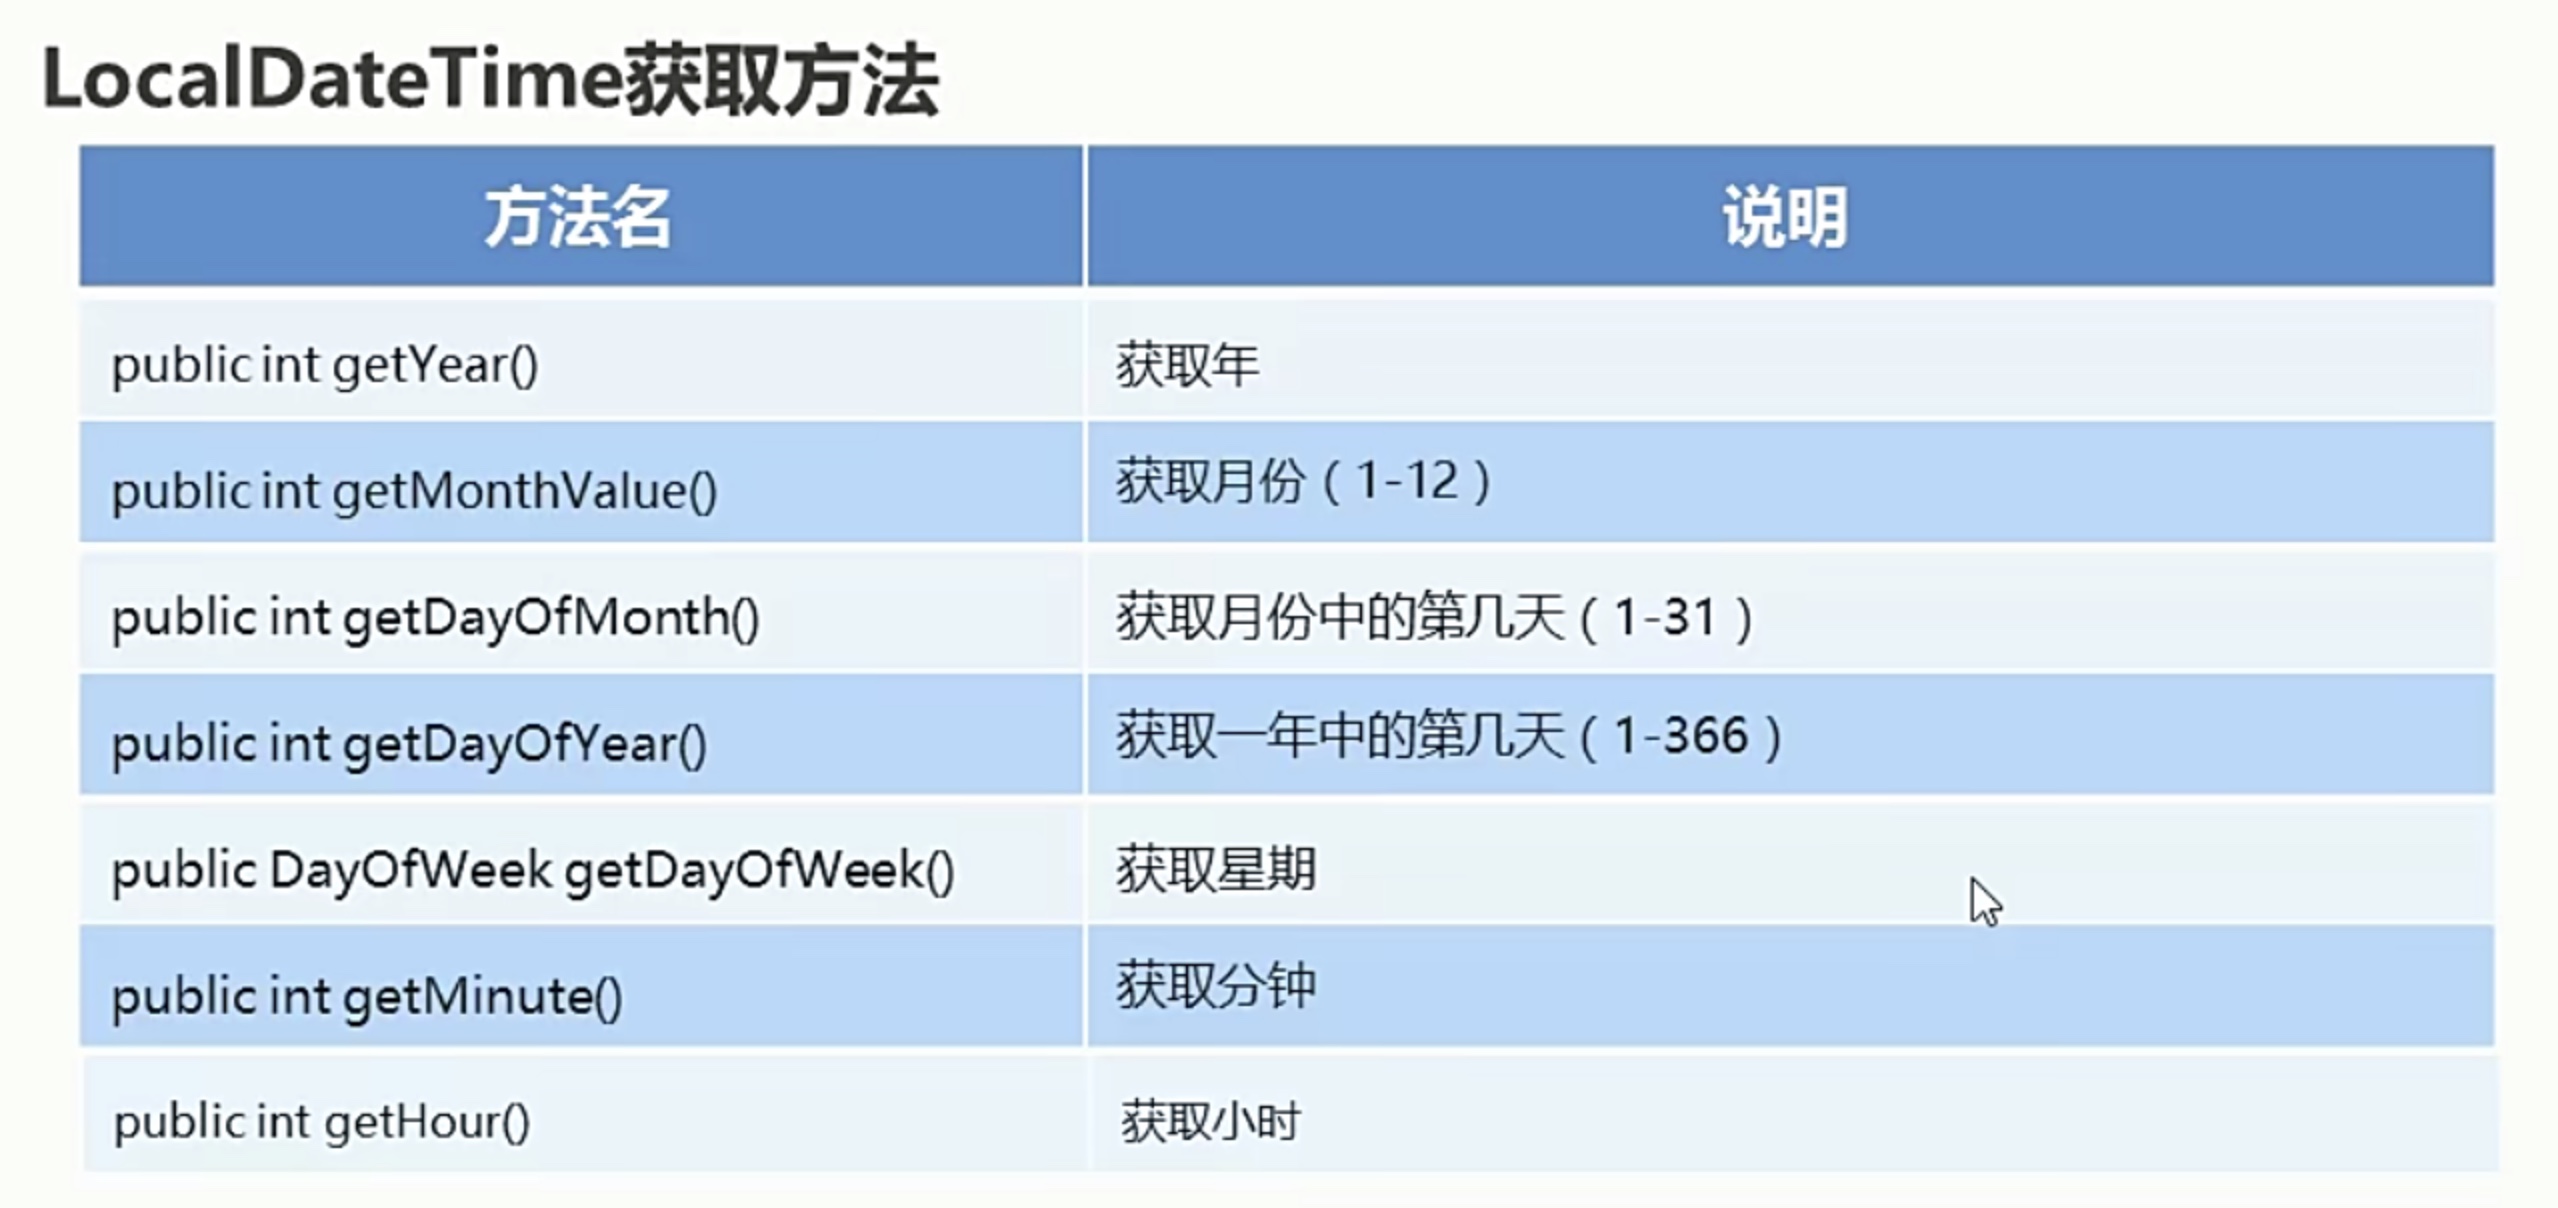 LocalDateTime获取方法
方法名 说明
public int getYear() 获取年
public int getMonthValue() 获取月份（1-12）
public int getDayOfMonth() 获取月份中的第几天（1-31）
public int getDayOfYear() 获取一年中的第几天（1-366）
public DayOfWeek getDayOfWeek() 获取星期
public int getMinute() 获取分钟
public int getHour() 获取小时